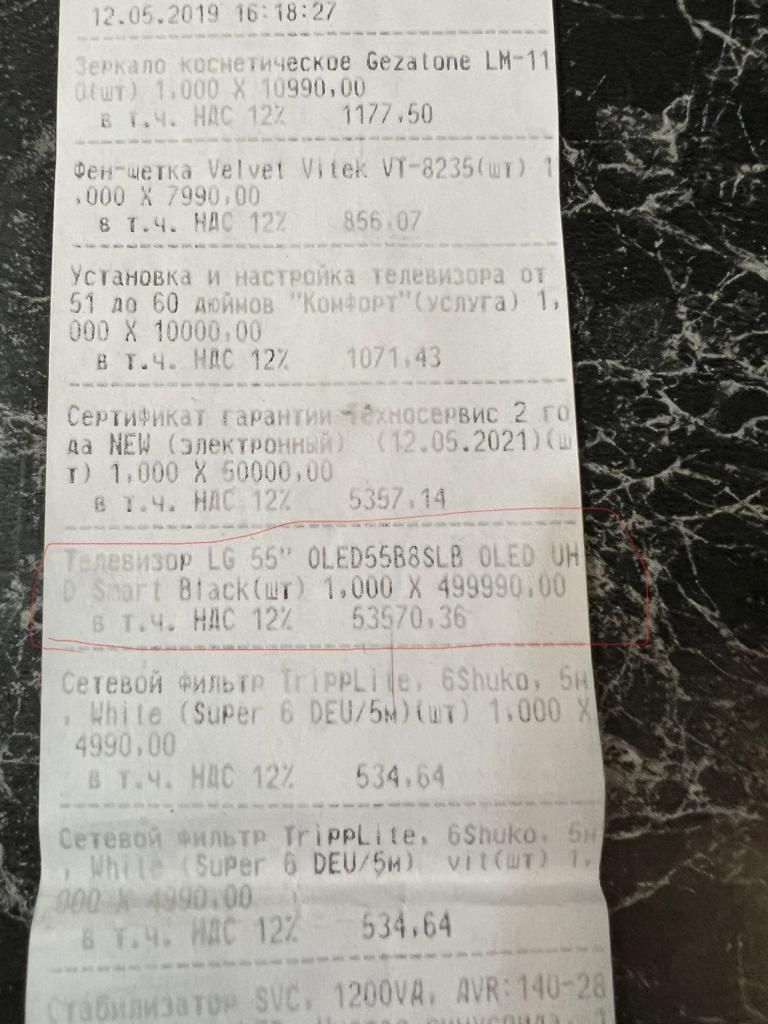 12.05.2019 16:18:27
Зеркало косметическое Gezatone LM-11
0(шт) 1,000 X 10990,00
в т.ч. НДС 12% 1177,50
Фен-щетка Velvet Vitek VT-8235(шт) 1
,000 X 7990,00
в т.ч. НДС 12% 856,07
Установка и настройка телевизора от
51 до 60 дюймов "Комфорт"(услуга) 1,
000 X 10000,00
в т.ч. НДС 12% 1071,43
Сертификат гарантии Техносервис 2 го
да NEW (электронный) (12.05.2021)(ш
т) 1,000 X 50000,00
в т.ч. НДС 12% 5357,14
Телевизор LG 55" OLED55B8SLB OLED UH
D Smart Black(шт) 1,000 X 499990,00
в т.ч. НДС 12% 53570,36
Сетевой фильтр TrippLite, 6Shuko, 5м
, White (Super 6 DEU/5м)(шт) 1,000 X
4990,00
в т.ч. НДС 12% 534,64
Сетевой фильтр TrippLite, 6Shuko, 5м
, White (Super 6 DEU/5м) vit(шт) 1,
000 X 4990,00
в т.ч. НДС 12% 534,64
Стабилизатор SVC, 1200VA, AVR:140-28